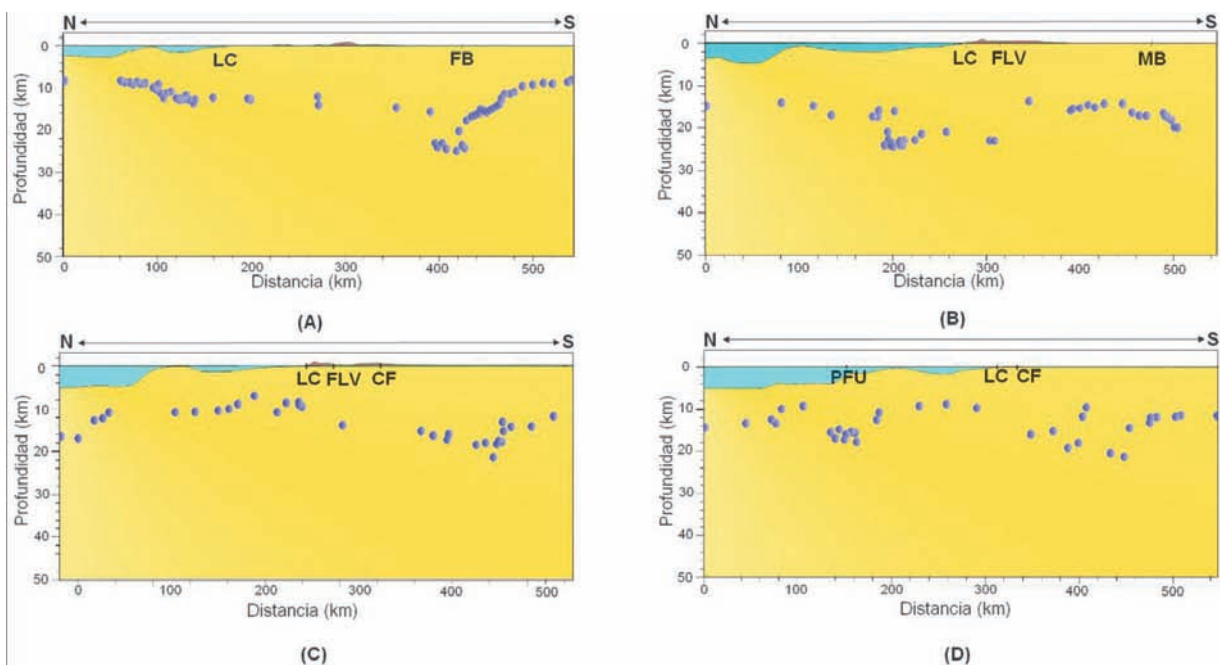 N S
0
10
20
30
40
50
Profundidad (km)
LC FB
0 100 200 300 400 500
Distancia (km)
(A)
N S
0
10
20
30
40
50
Profundidad (km)
LC FLV MB
0 100 200 300 400 500
Distancia (km)
(B)
N S
0
10
20
30
40
50
Profundidad (km)
LC FLV CF
0 100 200 300 400 500
Distancia (km)
(C)
N S
0
10
20
30
40
50
Profundidad (km)
PFU LC CF
0 100 200 300 400 500
Distancia (km)
(D)